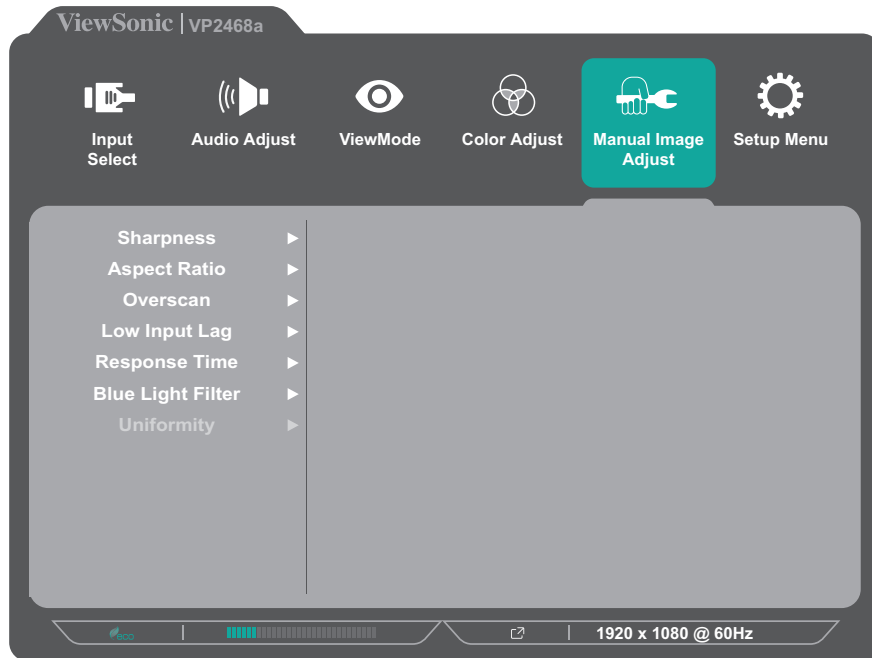 ViewSonic | VP2468a
Input Select
Audio Adjust
ViewMode
Color Adjust
Manual Image Adjust
Setup Menu
Sharpness
Aspect Ratio
Overscan
Low Input Lag
Response Time
Blue Light Filter
Uniformity
eco
1920 x 1080 @ 60Hz